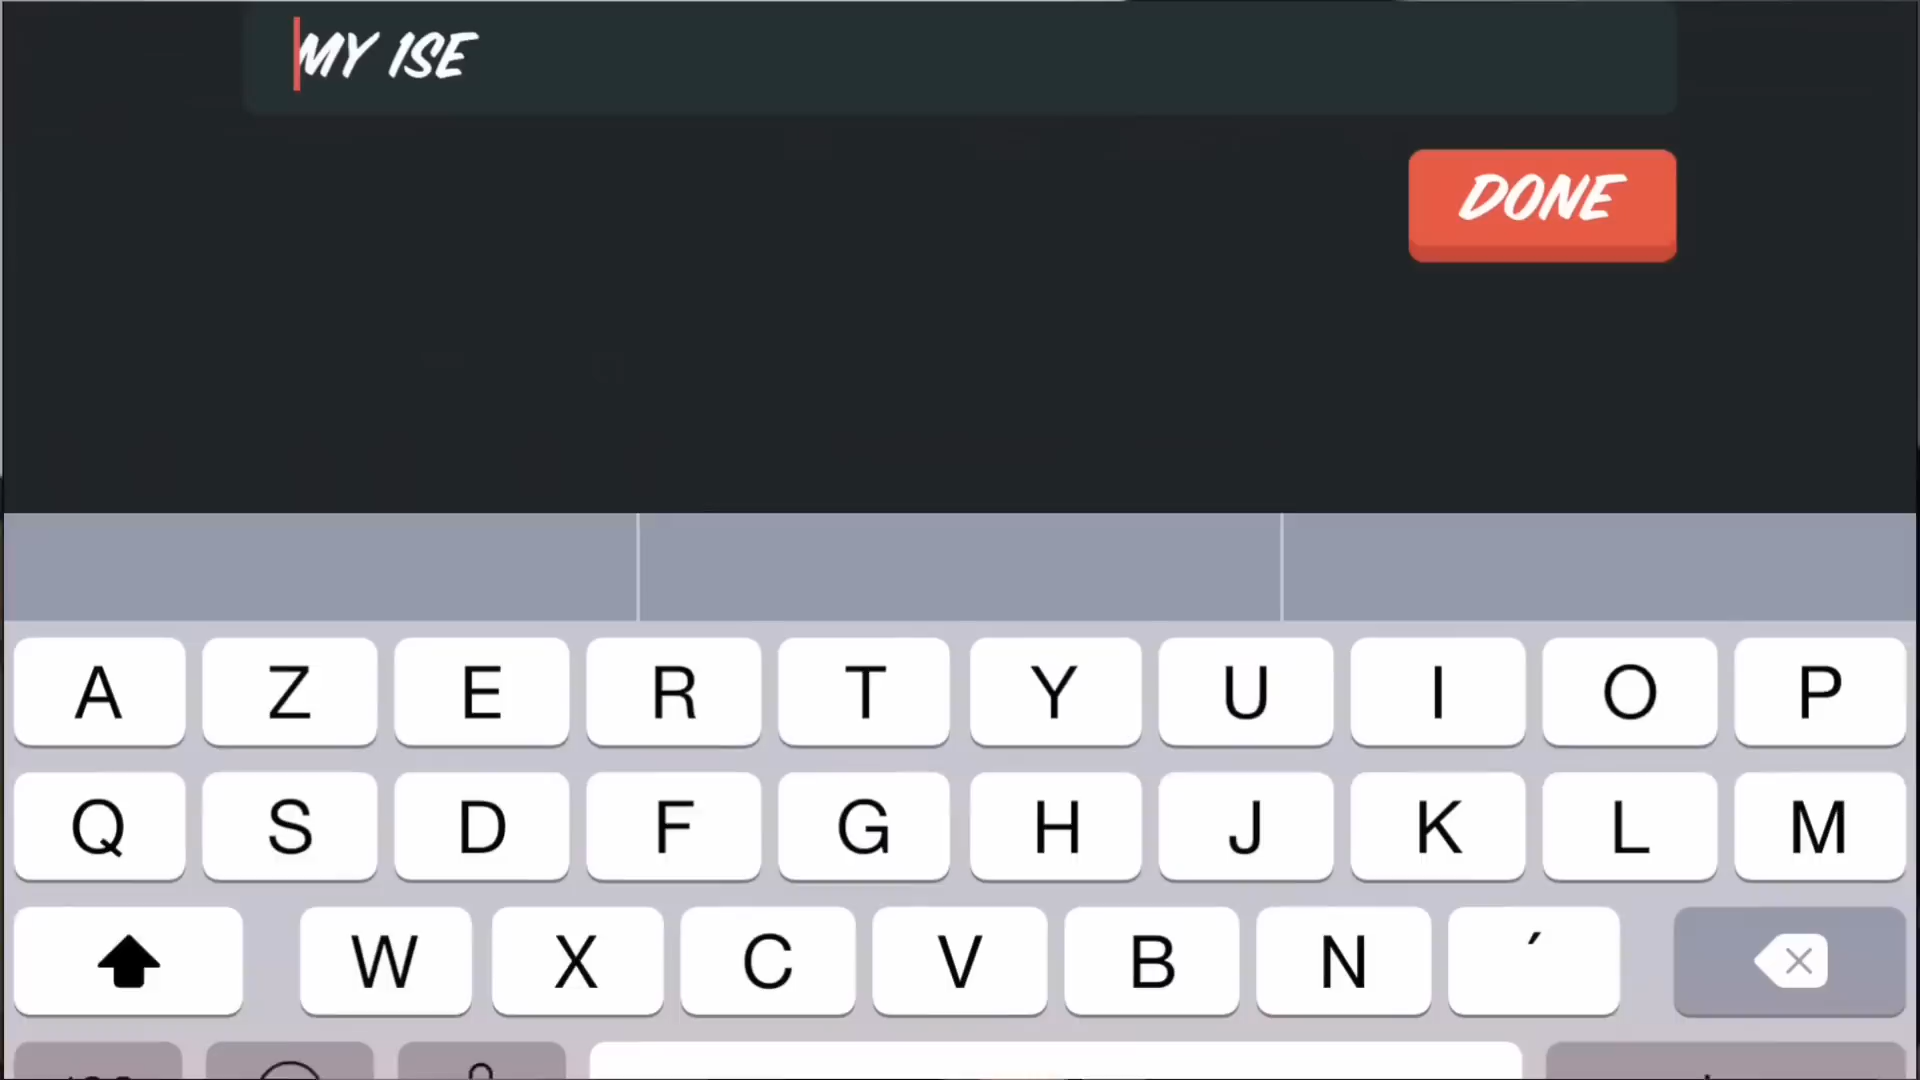 MY ISE
DONE
A Z E R T Y U I O P
Q S D F G H J K L M
W X C V B N ´